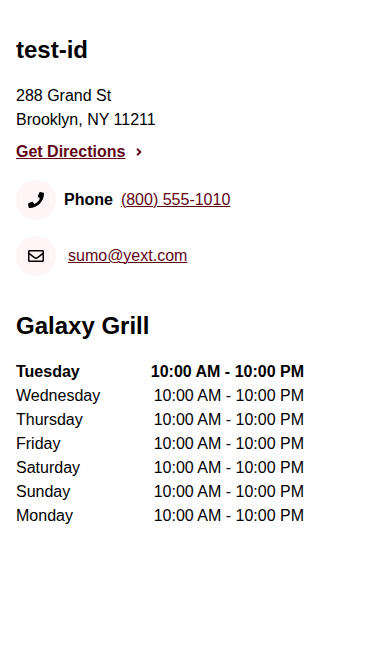 test-id
288 Grand St
Brooklyn, NY 11211
Get Directions
Phone (800) 555-1010
sumo@yext.com
Galaxy Grill
Tuesday 10:00 AM - 10:00 PM
Wednesday 10:00 AM - 10:00 PM
Thursday 10:00 AM - 10:00 PM
Friday 10:00 AM - 10:00 PM
Saturday 10:00 AM - 10:00 PM
Sunday 10:00 AM - 10:00 PM
Monday 10:00 AM - 10:00 PM